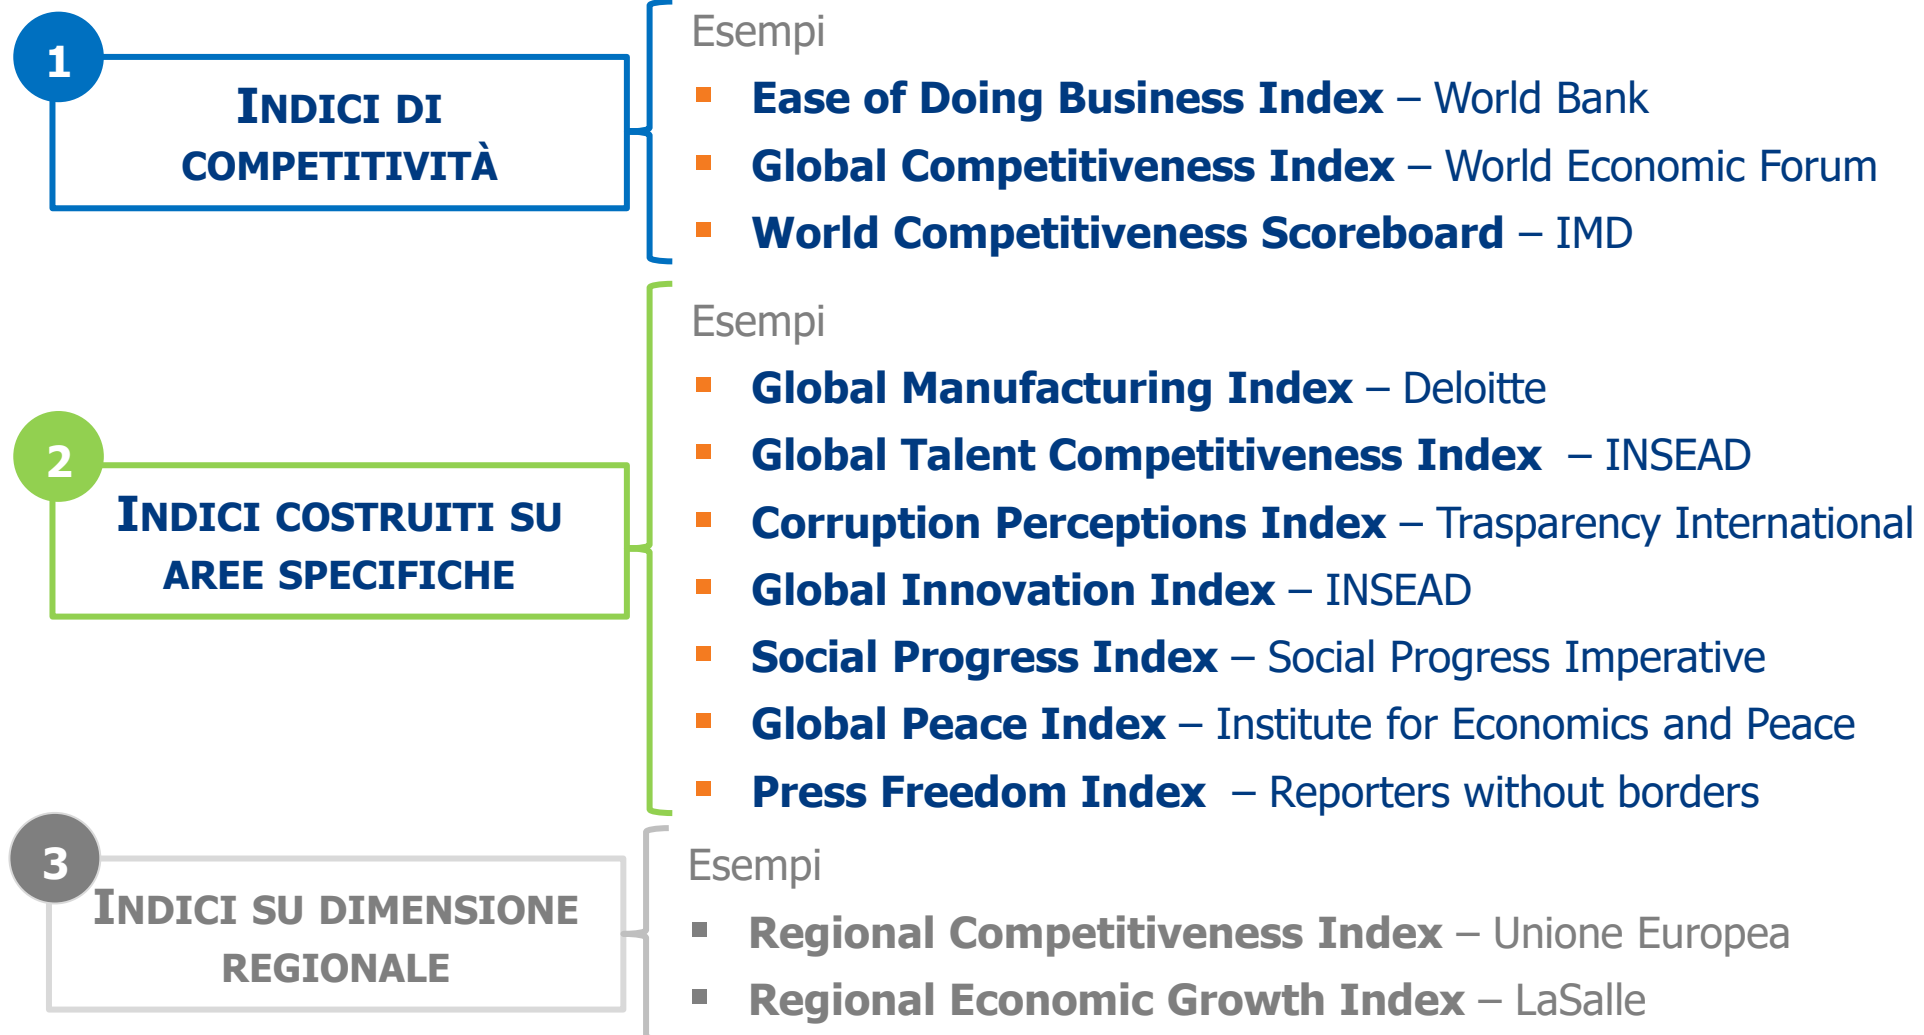 1
INDICI DI
COMPETITIVITÀ
Esempi
▪ Ease of Doing Business Index – World Bank
▪ Global Competitiveness Index – World Economic Forum
▪ World Competitiveness Scoreboard – IMD
2
INDICI COSTRUITI SU
AREE SPECIFICHE
Esempi
▪ Global Manufacturing Index – Deloitte
▪ Global Talent Competitiveness Index – INSEAD
▪ Corruption Perceptions Index – Trasparency International
▪ Global Innovation Index – INSEAD
▪ Social Progress Index – Social Progress Imperative
▪ Global Peace Index – Institute for Economics and Peace
▪ Press Freedom Index – Reporters without borders
3
INDICI SU DIMENSIONE
REGIONALE
Esempi
▪ Regional Competitiveness Index – Unione Europea
▪ Regional Economic Growth Index – LaSalle